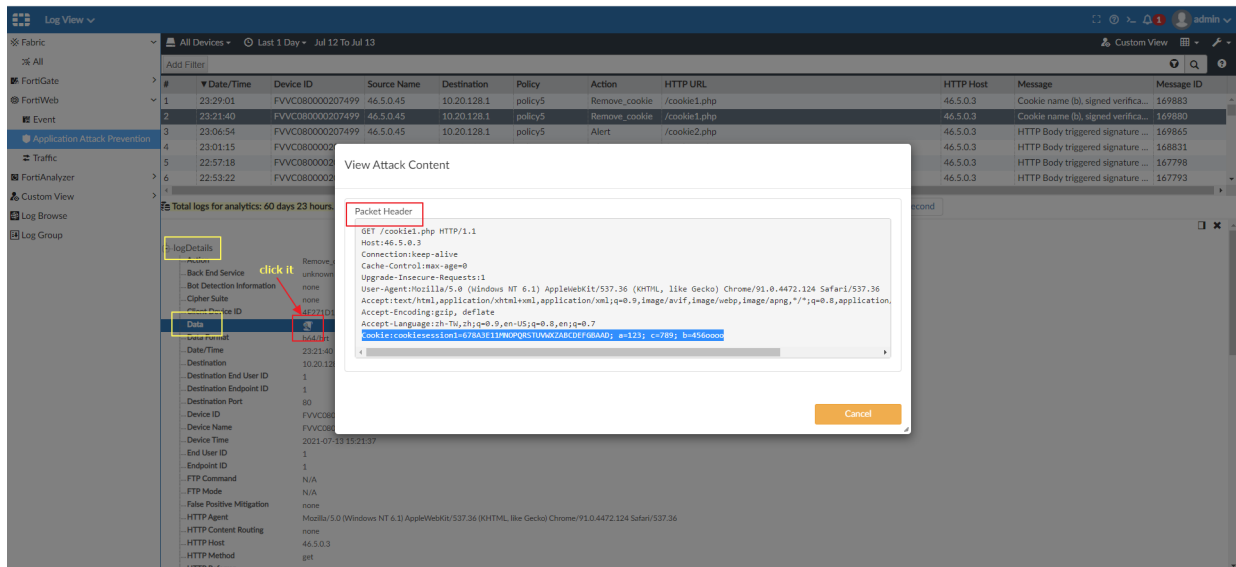 Log View
1
admin
Fabric
All Devices
Last 1 Day
Jul 12 To Jul 13
Custom View
All
Add Filter
FortiGate
# Date/Time Device ID Source Name Destination Policy Action HTTP URL HTTP Host Message Message ID
FortiWeb
1 23:29:01 FVVC080000207499 46.5.0.45 10.20.128.1 policy5 Remove_cookie /cookie1.php 46.5.0.3 Cookie name (b), signed verifica... 169883
Event
2 23:21:40 FVVC080000207499 46.5.0.45 10.20.128.1 policy5 Remove_cookie /cookie1.php 46.5.0.3 Cookie name (b), signed verifica... 169880
Application Attack Prevention
3 23:06:54 FVVC080000207499 46.5.0.45 10.20.128.1 policy5 Alert /cookie2.php 46.5.0.3 HTTP Body triggered signature ... 169865
4 23:01:15 FVVC0800002 46.5.0.3 HTTP Body triggered signature ... 168831
Traffic
5 22:57:18 FVVC0800002 46.5.0.3 HTTP Body triggered signature ... 167798
FortiAnalyzer
6 22:53:22 FVVC0800002 46.5.0.3 HTTP Body triggered signature ... 167793
Custom View
Log Browse
Log Group
Total logs for analytics: 60 days 23 hours.
econd
View Attack Content
Packet Header
GET /cookie1.php HTTP/1.1
Host:46.5.0.3
Connection:keep-alive
Cache-Control:max-age=0
Upgrade-Insecure-Requests:1
User-Agent:Mozilla/5.0 (Windows NT 6.1) AppleWebKit/537.36 (KHTML, like Gecko) Chrome/91.0.4472.124 Safari/537.36
Accept:text/html,application/xhtml+xml,application/xml;q=0.9,image/avif,image/webp,image/apng,*/*;q=0.8,application,
Accept-Encoding:gzip, deflate
Accept-Language:zh-TW,zh;q=0.9,en-US;q=0.8,en;q=0.7
Cookie:cookiesession1=678A3E11MNOPQRSTUVWXZABCDEFGBAAD; a=123; c=789; b=456oooo
Cancel
logDetails
click it
Action Remove_
Back End Service unknown
Bot Detection Information none
Cipher Suite none
Client Device ID 4E271D1
Data
Data Format b64/txt
Date/Time 23:21:40
Destination 10.20.128
Destination End User ID 1
Destination Endpoint ID 1
Destination Port 80
Device ID FVVC080
Device Name FVVC080
Device Time 2021-07-13 15:21:37
End User ID 1
Endpoint ID 1
FTP Command N/A
FTP Mode N/A
False Positive Mitigation none
HTTP Agent Mozilla/5.0 (Windows NT 6.1) AppleWebKit/537.36 (KHTML, like Gecko) Chrome/91.0.4472.124 Safari/537.36
HTTP Content Routing none
HTTP Host 46.5.0.3
HTTP Method get